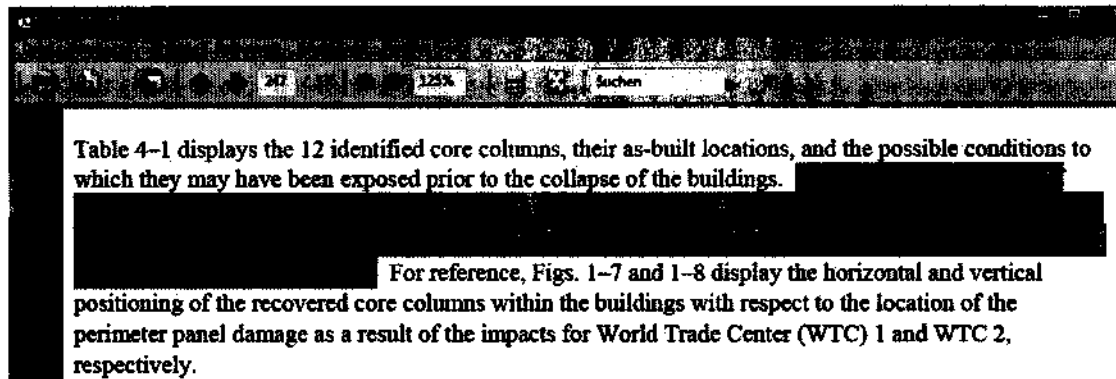 247
125%
Suchen
Table 4–1 displays the 12 identified core columns, their as-built locations, and the possible conditions to
which they may have been exposed prior to the collapse of the buildings.
For reference, Figs. 1–7 and 1–8 display the horizontal and vertical
positioning of the recovered core columns within the buildings with respect to the location of the
perimeter panel damage as a result of the impacts for World Trade Center (WTC) 1 and WTC 2,
respectively.